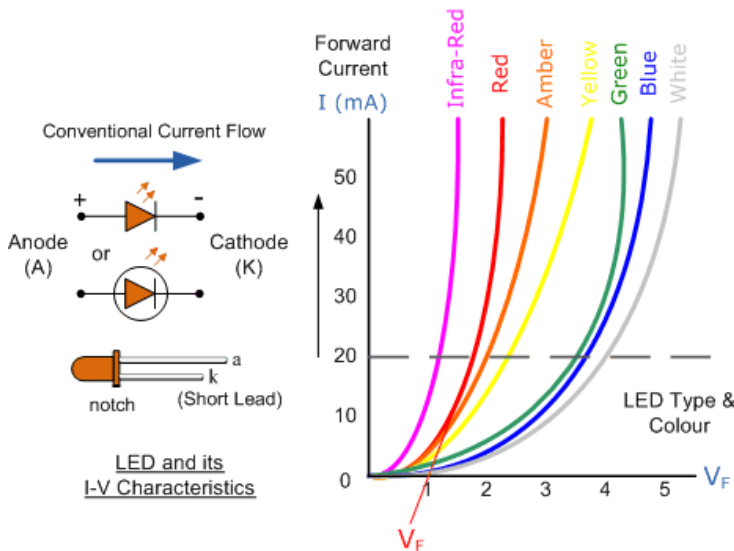 Conventional Current Flow
+
-
Anode
(A)
or
Cathode
(K)
a
k
notch
(Short Lead)
LED and its
I-V Characteristics
Forward
Current
I (mA)
Infra-Red
Red
Amber
Yellow
Green
Blue
White
50
40
30
20
10
0
LED Type &
Colour
1
2
3
4
5
VF
VF